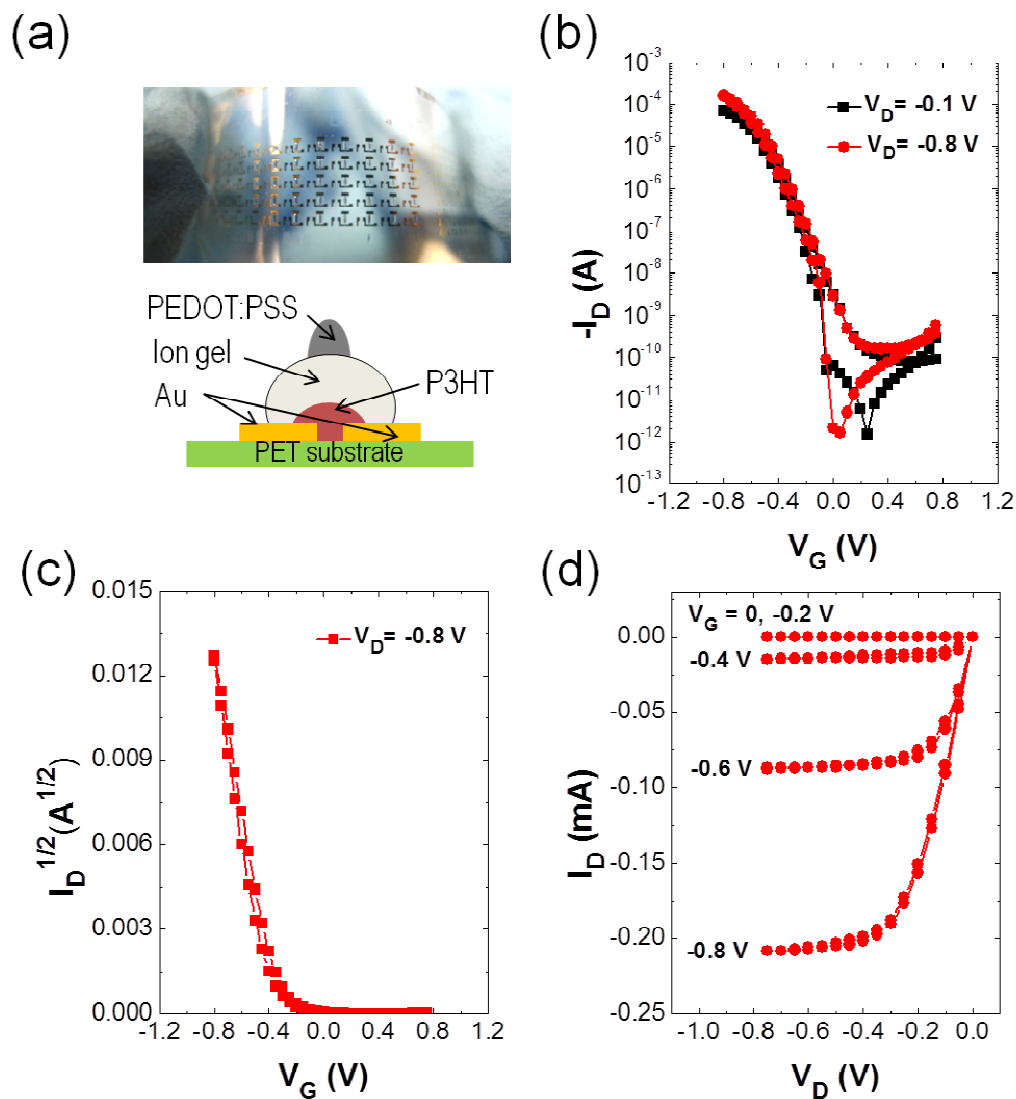 (a)
PEDOT:PSS
Ion gel
P3HT
Au
PET substrate
(b)
10⁻³
10⁻⁴
10⁻⁵
10⁻⁶
10⁻⁷
10⁻⁸
10⁻⁹
10⁻¹⁰
10⁻¹¹
10⁻¹²
10⁻¹³
-I_D (A)
V_D= -0.1 V
V_D= -0.8 V
-1.2 -0.8 -0.4 0.0 0.4 0.8 1.2
V_G (V)
(c)
0.015
0.012
0.009
0.006
0.003
0.000
I_D^1/2 (A^1/2)
V_D= -0.8 V
-1.2 -0.8 -0.4 0.0 0.4 0.8 1.2
V_G (V)
(d)
V_G = 0, -0.2 V
-0.4 V
-0.6 V
-0.8 V
0.00
-0.05
-0.10
-0.15
-0.20
-0.25
I_D (mA)
-1.0 -0.8 -0.6 -0.4 -0.2 0.0
V_D (V)